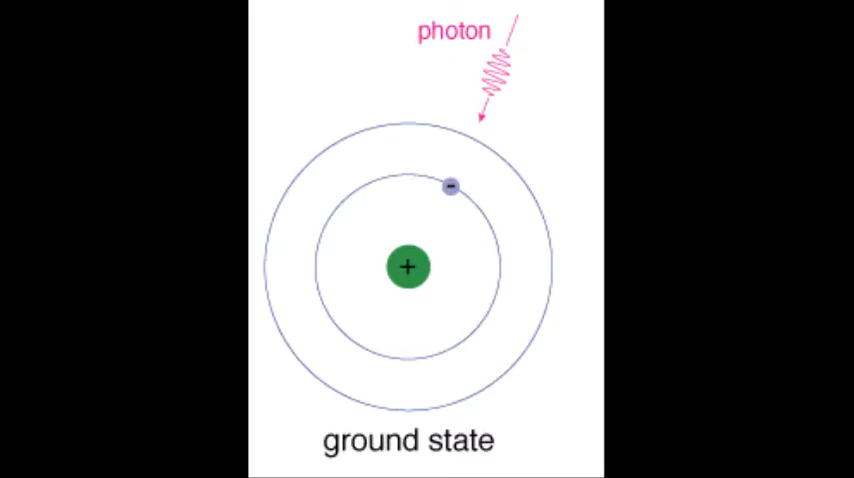 photon
-
+
ground state